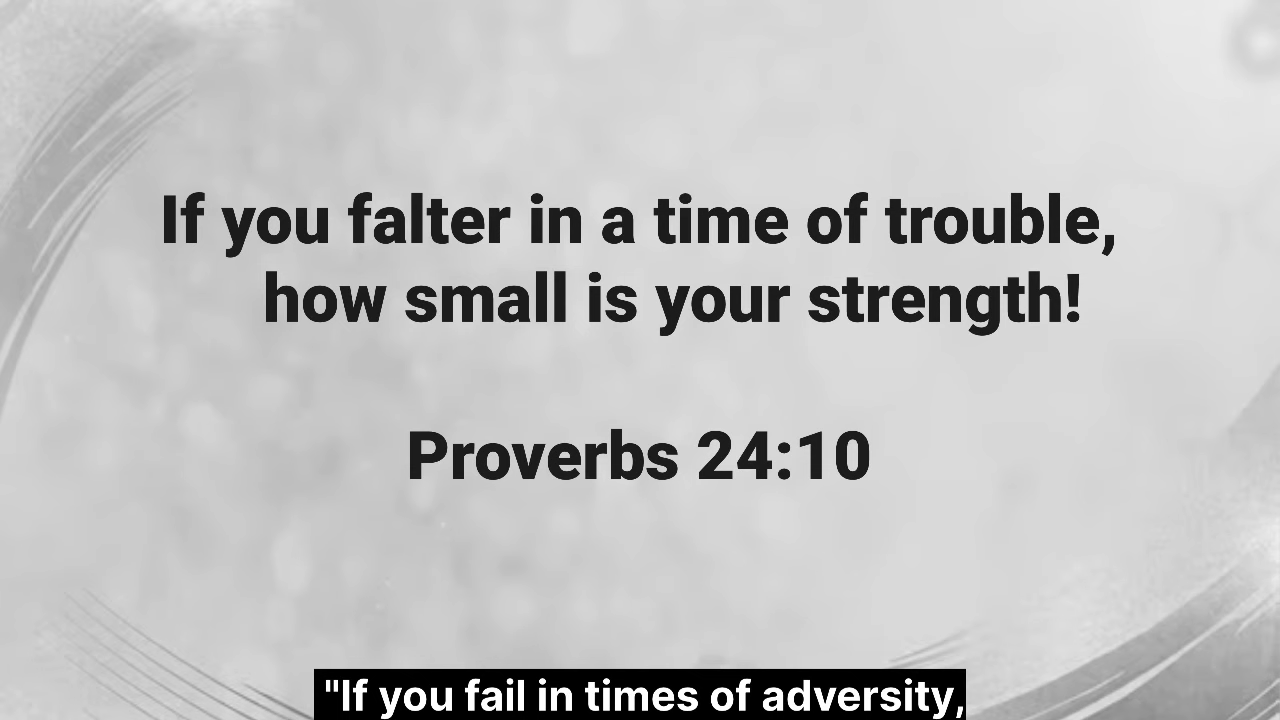 If you falter in a time of trouble,
how small is your strength!
Proverbs 24:10
"If you fail in times of adversity,